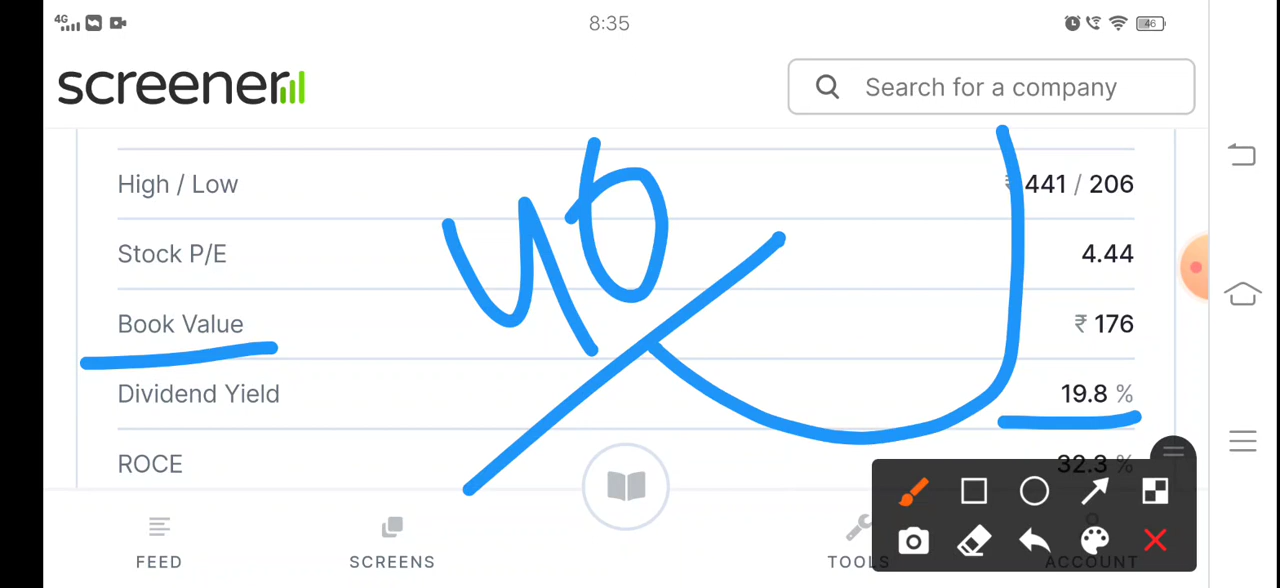 4G 8:35 46
screener Search for a company
High / Low ₹ 441 / 206
Stock P/E 4.44
Book Value ₹ 176
Dividend Yield 19.8 %
ROCE 32.3 %
40
FEED SCREENS TOOLS ACCOUNT